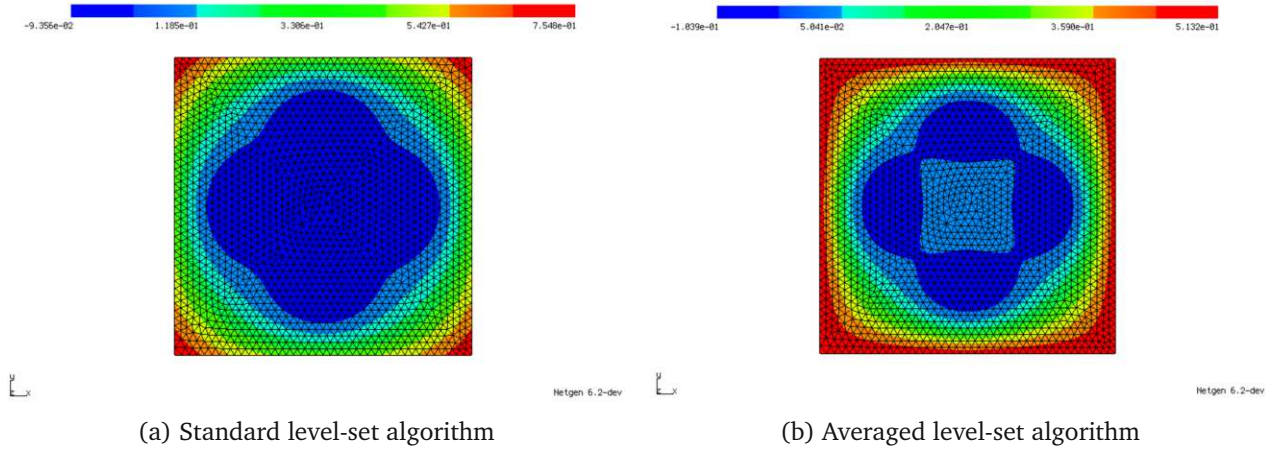 -9.356e-02 1.185e-01 3.306e-01 5.427e-01 7.548e-01
-1.039e-01 5.041e-02 2.047e-01 3.590e-01 5.132e-01
y
z x
Netgen 6.2-dev
y
z x
Netgen 6.2-dev
(a) Standard level-set algorithm
(b) Averaged level-set algorithm